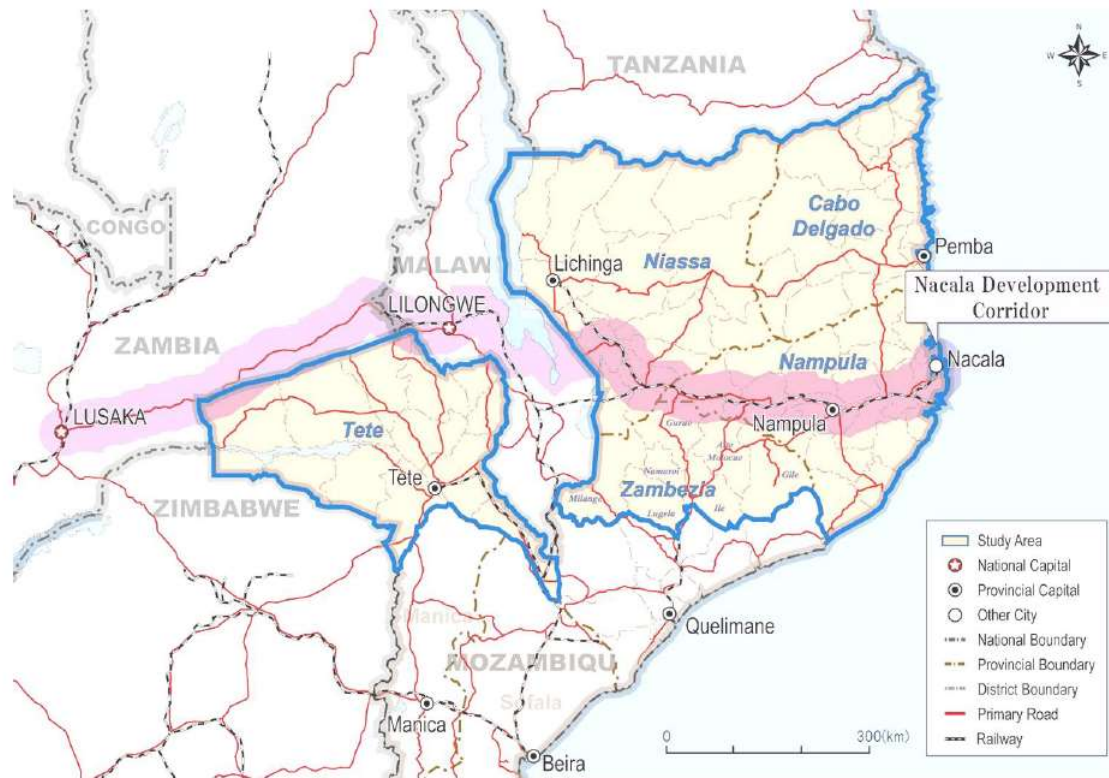 N
W
E
S
TANZANIA
CONGO
Cabo
Delgado
Pemba
Niassa
Lichinga
MALAW
LILONGWE
Nacala Development
Corridor
ZAMBIA
Nampula
Nacala
LUSAKA
Nampula
Gurue
Alto
Molocue
Tete
Gile
Namaroi
Tete
Zambezia
Milange
Ile
Lugela
ZIMBABWE
Study Area
National Capital
Provincial Capital
Other City
National Boundary
Provincial Boundary
District Boundary
Primary Road
Railway
Manica
Quelimane
MOZAMBIQU
Sofala
Manica
0
300(km)
Beira